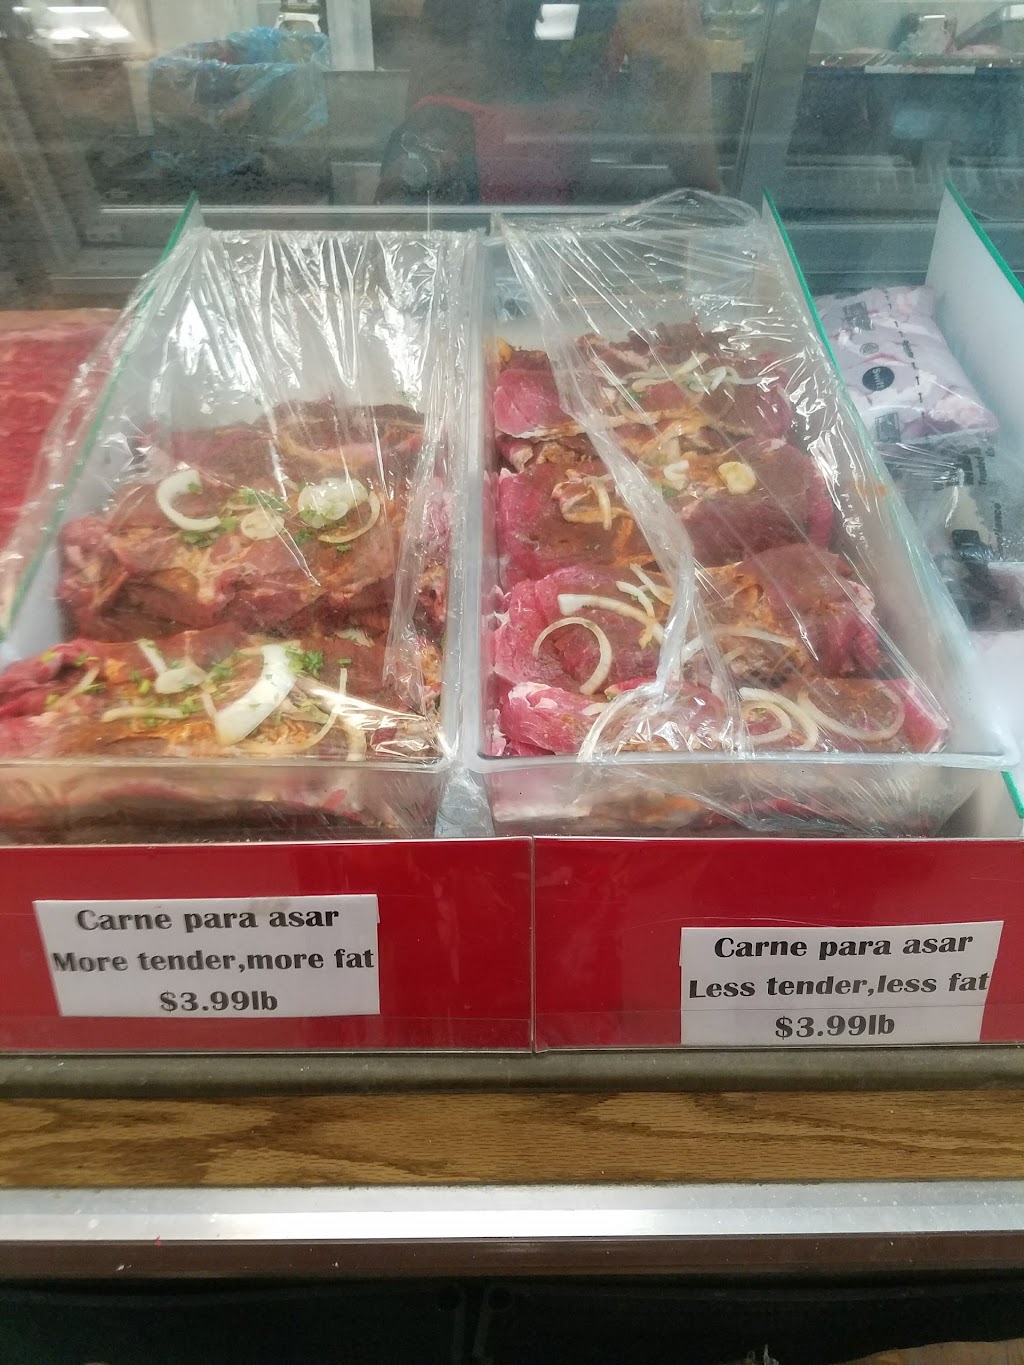 Carne para asar
More tender,more fat
$3.99lb
Carne para asar
Less tender,less fat
$3.99lb